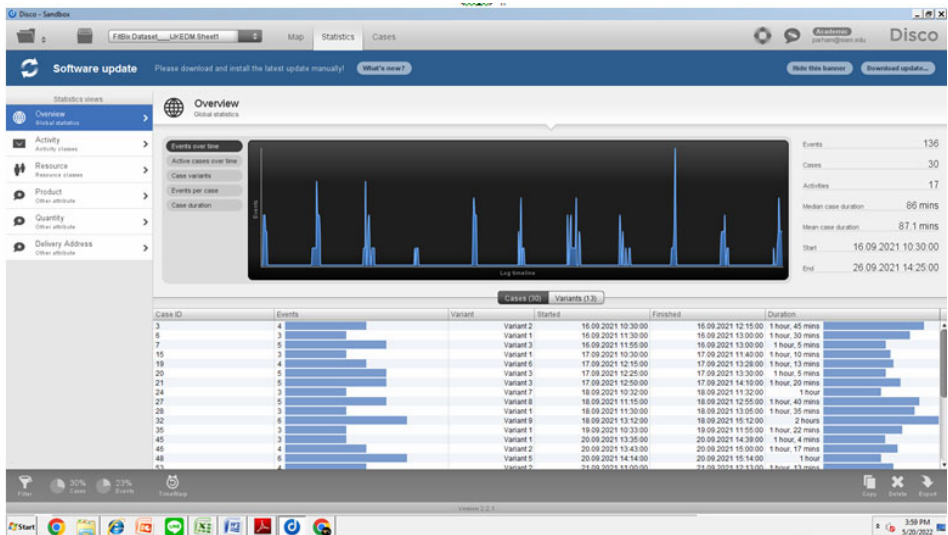 Disco - Sandbox
FitBix Dataset___UKEDM.Sheet1
Map
Statistics
Cases
Academic
Disco
Software update
Please download and install the latest update manually!
What's new?
Hide this banner
Download update...
Statistics views
Overview
Global statistics
Activity
Activity classes
Resource
Resource classes
Product
Other attribute
Quantity
Other attribute
Delivery Address
Other attribute
Overview
Global statistics
Events over time
Active cases over time
Case variants
Events per case
Case duration
Events
Log timeline
Events 136
Cases 30
Activities 17
Median case duration 86 mins
Mean case duration 87.1 mins
Start 16.09.2021 10:30:00
End 26.09.2021 14:25:00
Cases (30) Variants (13)
Case ID Events Variant Started Finished Duration
3 4 Variant 2 16.09.2021 10:30:00 16.09.2021 12:15:00 1 hour, 45 mins
6 3 Variant 1 16.09.2021 11:30:00 16.09.2021 13:00:00 1 hour, 30 mins
7 5 Variant 3 16.09.2021 11:55:00 16.09.2021 13:00:00 1 hour, 5 mins
15 3 Variant 1 17.09.2021 10:30:00 17.09.2021 11:40:00 1 hour, 10 mins
19 4 Variant 6 17.09.2021 12:15:00 17.09.2021 13:28:00 1 hour, 13 mins
20 5 Variant 3 17.09.2021 12:25:00 17.09.2021 13:30:00 1 hour, 5 mins
21 5 Variant 3 17.09.2021 12:50:00 17.09.2021 14:10:00 1 hour, 20 mins
24 3 Variant 7 18.09.2021 10:32:00 18.09.2021 11:32:00 1 hour
27 5 Variant 8 18.09.2021 11:15:00 18.09.2021 12:55:00 1 hour, 40 mins
28 3 Variant 1 18.09.2021 11:30:00 18.09.2021 13:05:00 1 hour, 35 mins
32 6 Variant 9 18.09.2021 13:12:00 18.09.2021 15:12:00 2 hours
35 3 Variant 1 19.09.2021 10:33:00 19.09.2021 11:55:00 1 hour, 22 mins
45 3 Variant 1 20.09.2021 13:35:00 20.09.2021 14:39:00 1 hour, 4 mins
46 4 Variant 2 20.09.2021 13:43:00 20.09.2021 15:00:00 1 hour, 17 mins
48 6 Variant 5 20.09.2021 14:14:00 20.09.2021 15:14:00 1 hour
53 4 Variant 2 21.09.2021 11:00:00 21.09.2021 12:13:00 1 hour, 13 mins
Filter
30% Cases
23% Events
TimeWarp
Copy
Delete
Export
Version 2.2.1
Start
3:59 PM
5/20/2022